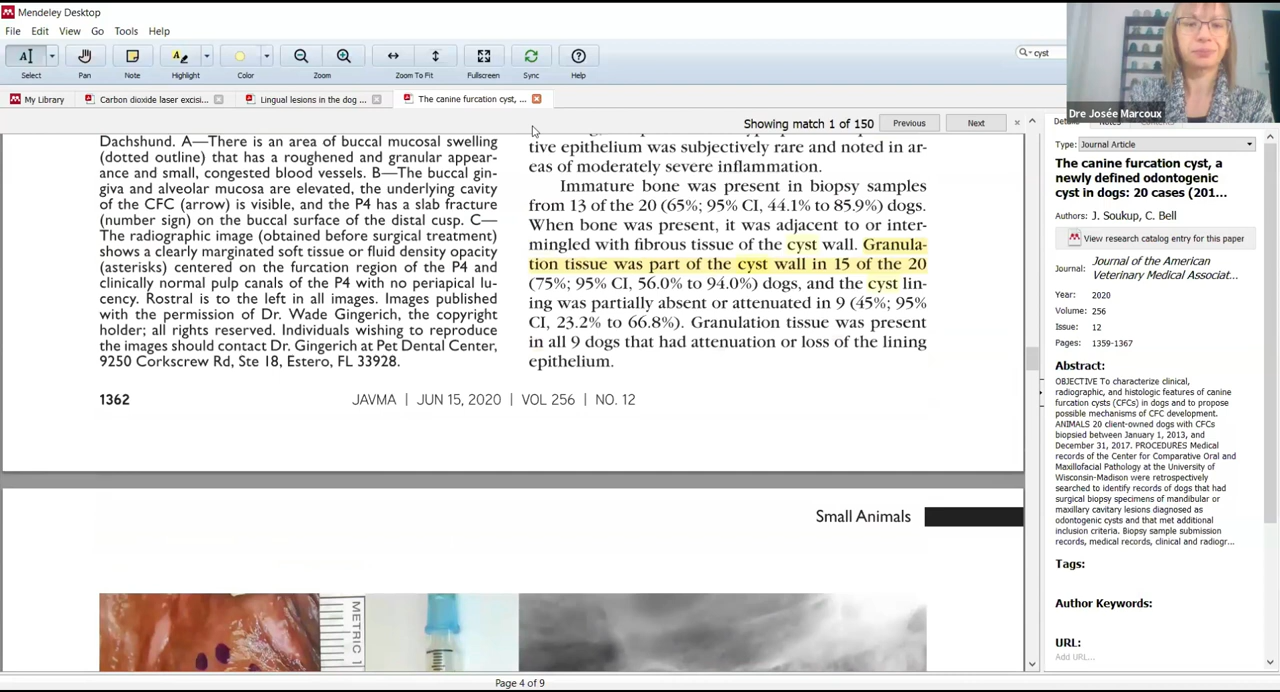 Mendeley Desktop
File Edit View Go Tools Help
Select Pan Note Highlight Color Zoom Zoom To Fit Fullscreen Sync Help
cyst
My Library Carbon dioxide laser excisi... Lingual lesions in the dog ... The canine furcation cyst, ...
Dre Josée Marcoux
Showing match 1 of 150 Previous Next
Dachshund. A—There is an area of buccal mucosal swelling
(dotted outline) that has a roughened and granular appear-
ance and small, congested blood vessels. B—The buccal gin-
giva and alveolar mucosa are elevated, the underlying cavity
of the CFC (arrow) is visible, and the P4 has a slab fracture
(number sign) on the buccal surface of the distal cusp. C—
The radiographic image (obtained before surgical treatment)
shows a clearly marginated soft tissue or fluid density opacity
(asterisks) centered on the furcation region of the P4 and
clinically normal pulp canals of the P4 with no periapical lu-
cency. Rostral is to the left in all images. Images published
with the permission of Dr. Wade Gingerich, the copyright
holder; all rights reserved. Individuals wishing to reproduce
the images should contact Dr. Gingerich at Pet Dental Center,
9250 Corkscrew Rd, Ste 18, Estero, FL 33928.
tive epithelium was subjectively rare and noted in ar-
eas of moderately severe inflammation.
Immature bone was present in biopsy samples
from 13 of the 20 (65%; 95% CI, 44.1% to 85.9%) dogs.
When bone was present, it was adjacent to or inter-
mingled with fibrous tissue of the cyst wall. Granula-
tion tissue was part of the cyst wall in 15 of the 20
(75%; 95% CI, 56.0% to 94.0%) dogs, and the cyst lin-
ing was partially absent or attenuated in 9 (45%; 95%
CI, 23.2% to 66.8%). Granulation tissue was present
in all 9 dogs that had attenuation or loss of the lining
epithelium.
1362 JAVMA | JUN 15, 2020 | VOL 256 | NO. 12
Small Animals
METRIC 1
Page 4 of 9
Details Notes Contents
Type: Journal Article
The canine furcation cyst, a
newly defined odontogenic
cyst in dogs: 20 cases (201...
Authors: J. Soukup, C. Bell
View research catalog entry for this paper
Journal: Journal of the American
Veterinary Medical Associat...
Year: 2020
Volume: 256
Issue: 12
Pages: 1359-1367
Abstract:
OBJECTIVE To characterize clinical,
radiographic, and histologic features of canine
furcation cysts (CFCs) in dogs and to propose
possible mechanisms of CFC development.
ANIMALS 20 client-owned dogs with CFCs
biopsied between January 1, 2013, and
December 31, 2017. PROCEDURES Medical
records of the Center for Comparative Oral and
Maxillofacial Pathology at the University of
Wisconsin-Madison were retrospectively
searched to identify records of dogs that had
surgical biopsy specimens of mandibular or
maxillary cavitary lesions diagnosed as
odontogenic cysts and that met additional
inclusion criteria. Biopsy sample submission
records, medical records, clinical and radiogr...
Tags:
Author Keywords:
URL:
Add URL...